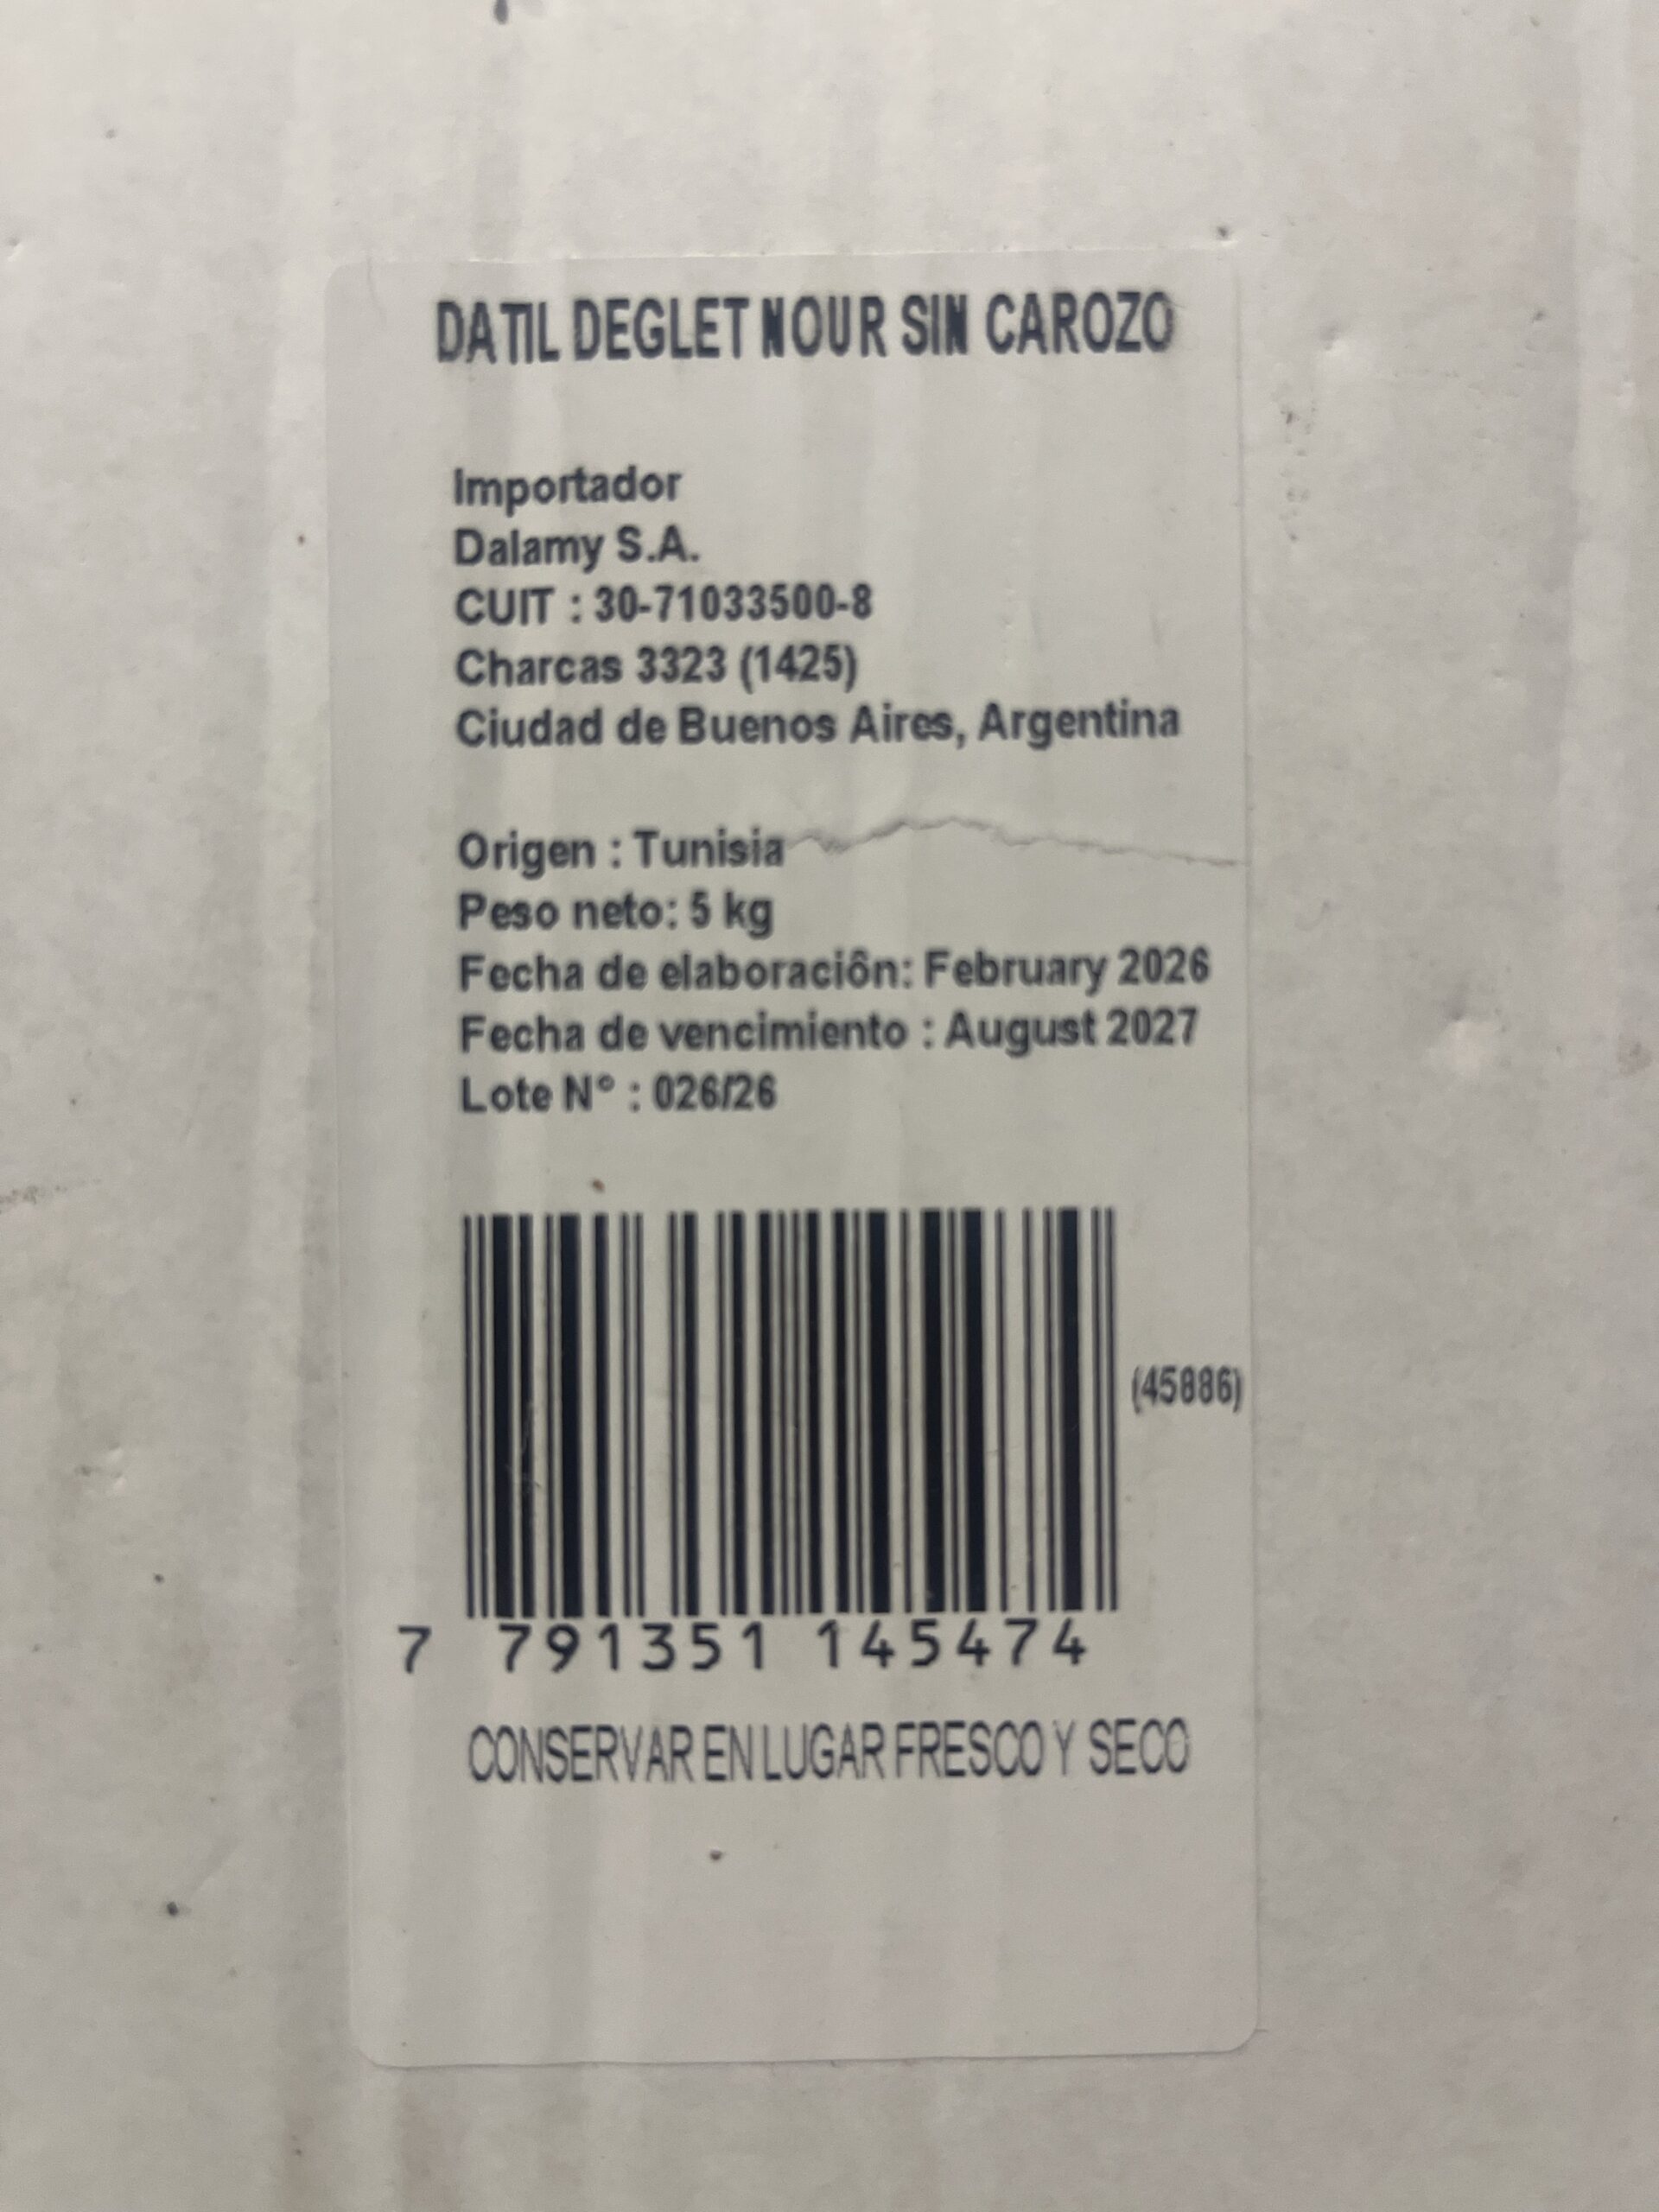 DATIL DEGLET NOUR SIN CAROZO
Importador
Dalamy S.A.
CUIT : 30-71033500-8
Charcas 3323 (1425)
Ciudad de Buenos Aires, Argentina
Origen : Tunisia
Peso neto: 5 kg
Fecha de elaboraciôn: February 2026
Fecha de vencimiento : August 2027
Lote N° : 026/26
(45886)
7 791351 145474
CONSERVAR EN LUGAR FRESCO Y SECO